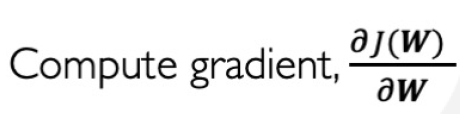 Compute gradient, ∂J(W)/∂W